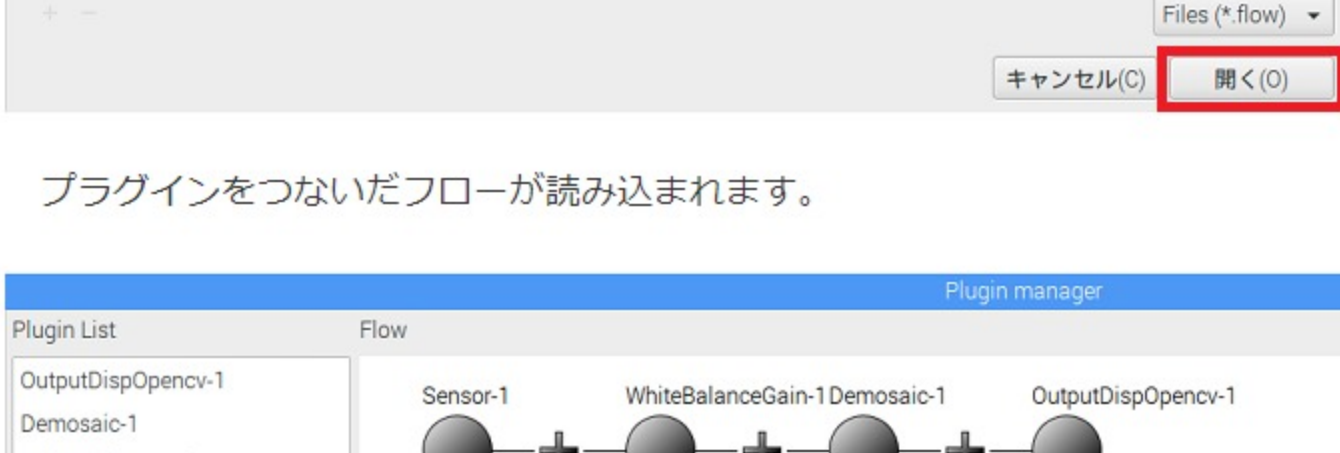 Files (*.flow)
キャンセル(C) 開く(O)
プラグインをつないだフローが読み込まれます。
Plugin manager
Plugin List Flow
OutputDispOpencv-1
Sensor-1 WhiteBalanceGain-1 Demosaic-1 OutputDispOpencv-1
Demosaic-1